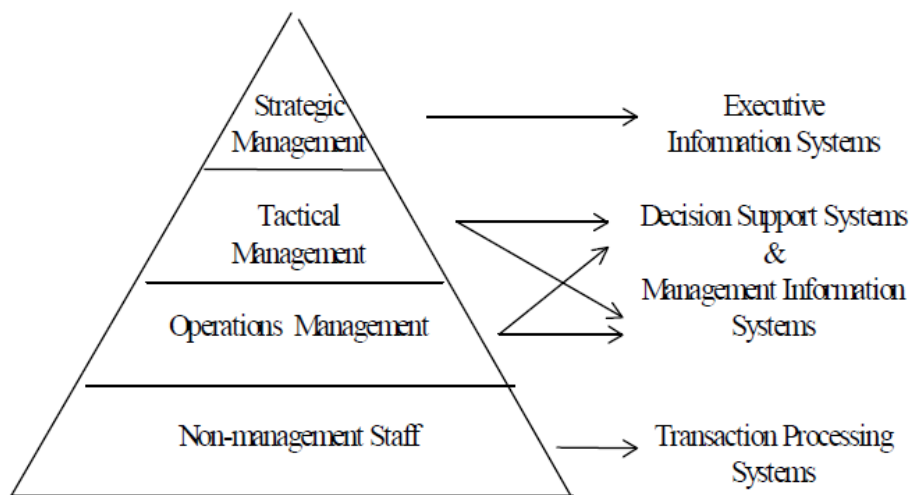 Strategic
Management
Executive
Information Systems
Tactical
Management
Decision Support Systems
&
Management Information
Systems
Operations Management
Non-management Staff
Transaction Processing
Systems